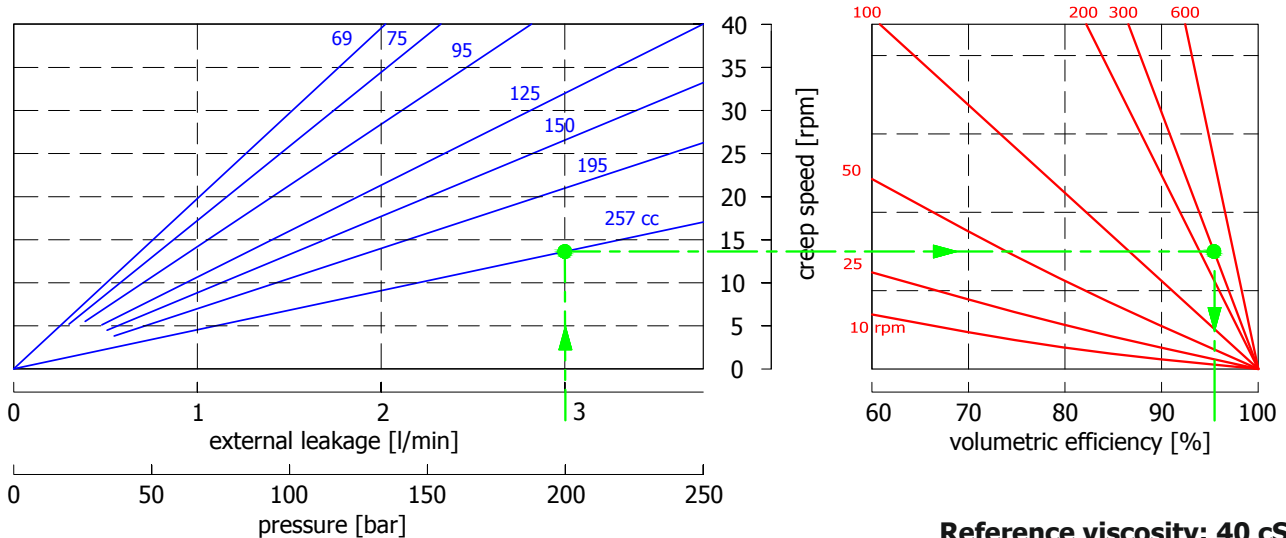 69
75
95
125
150
195
257 cc
40
35
30
25
20
15
10
5
0
creep speed [rpm]
0 1 2 3
external leakage [l/min]
0 50 100 150 200 250
pressure [bar]
100
200
300
600
50
25
10 rpm
60 70 80 90 100
volumetric efficiency [%]
Reference viscosity: 40 cS